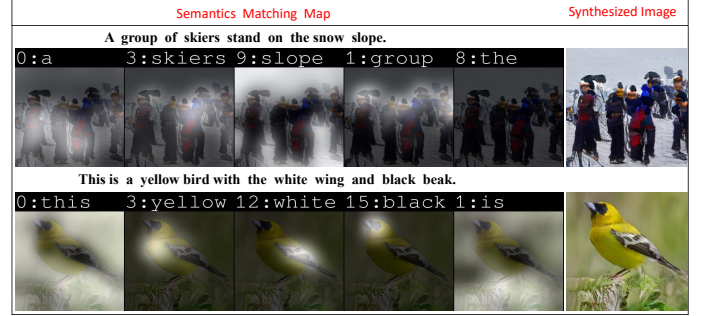 Semantics Matching Map Synthesized Image
A group of skiers stand on the snow slope.
0:a 3:skiers 9:slope 1:group 8:the
This is a yellow bird with the white wing and black beak.
0:this 3:yellow 12:white 15:black 1:is